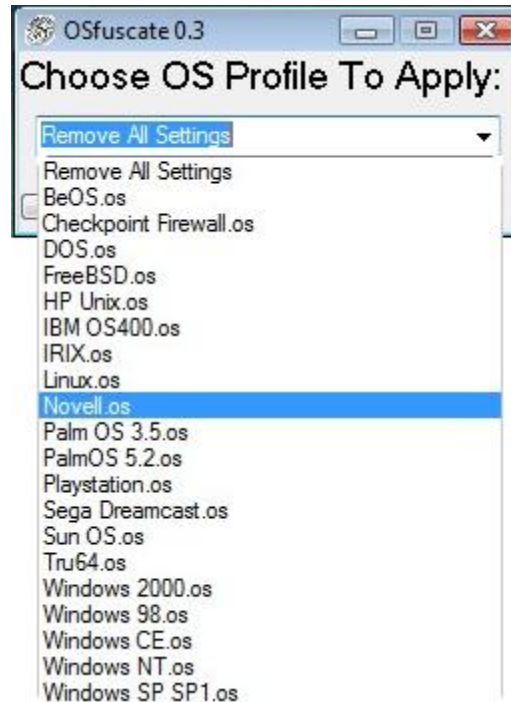 OSfuscate 0.3
Choose OS Profile To Apply:
Remove All Settings
Remove All Settings
BeOS.os
Checkpoint Firewall.os
DOS.os
FreeBSD.os
HP Unix.os
IBM OS400.os
IRIX.os
Linux.os
Novell.os
Palm OS 3.5.os
PalmOS 5.2.os
Playstation.os
Sega Dreamcast.os
Sun OS.os
Tru64.os
Windows 2000.os
Windows 98.os
Windows CE.os
Windows NT.os
Windows SP SP1.os